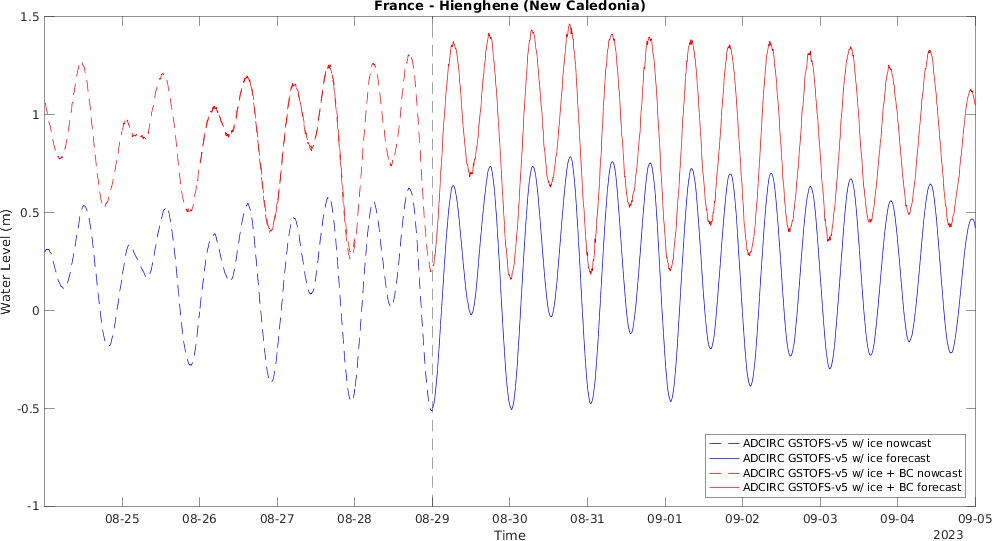 France - Hienghene (New Caledonia)
1.5
1
0.5
0
-0.5
-1
Water Level (m)
ADCIRC GSTOFS-v5 w/ ice nowcast
ADCIRC GSTOFS-v5 w/ ice forecast
ADCIRC GSTOFS-v5 w/ ice + BC nowcast
ADCIRC GSTOFS-v5 w/ ice + BC forecast
08-25 08-26 08-27 08-28 08-29 08-30 08-31 09-01 09-02 09-03 09-04 09-05
Time
2023